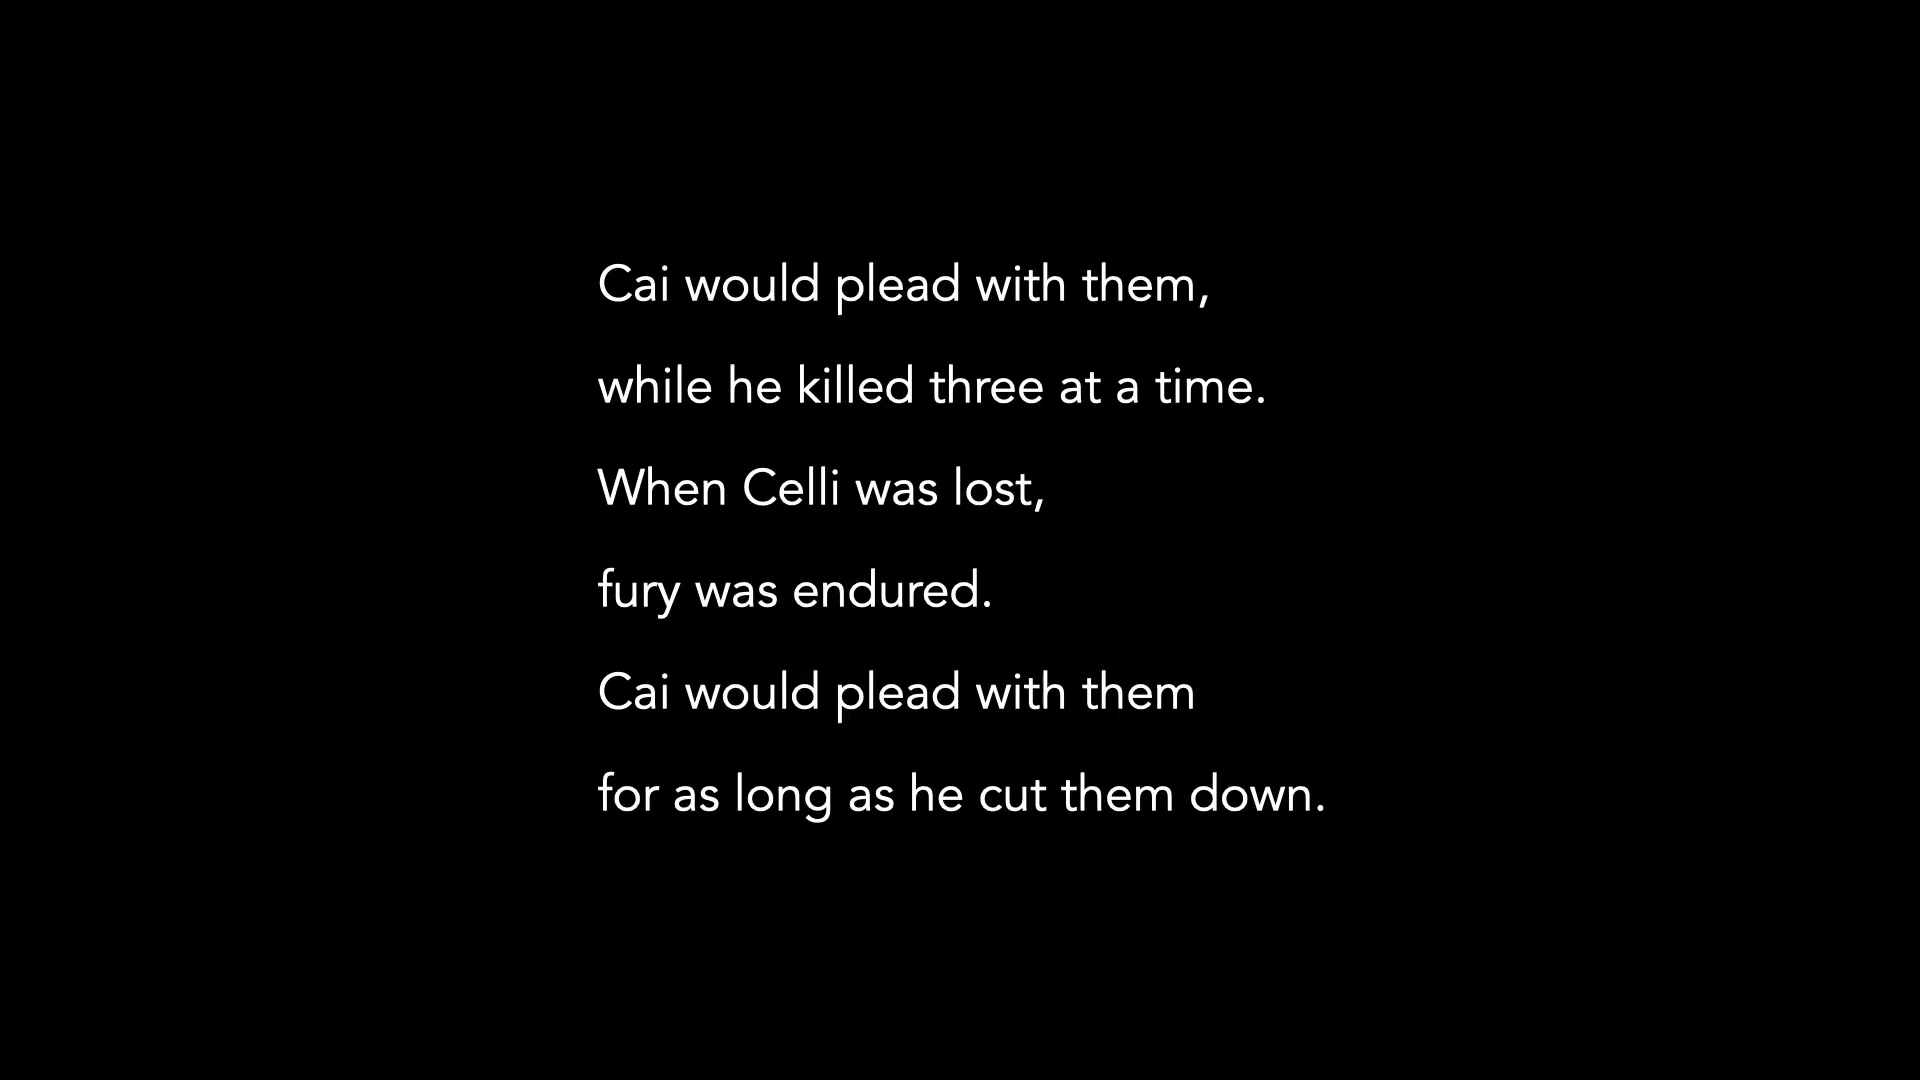 Cai would plead with them,
while he killed three at a time.
When Celli was lost,
fury was endured.
Cai would plead with them
for as long as he cut them down.